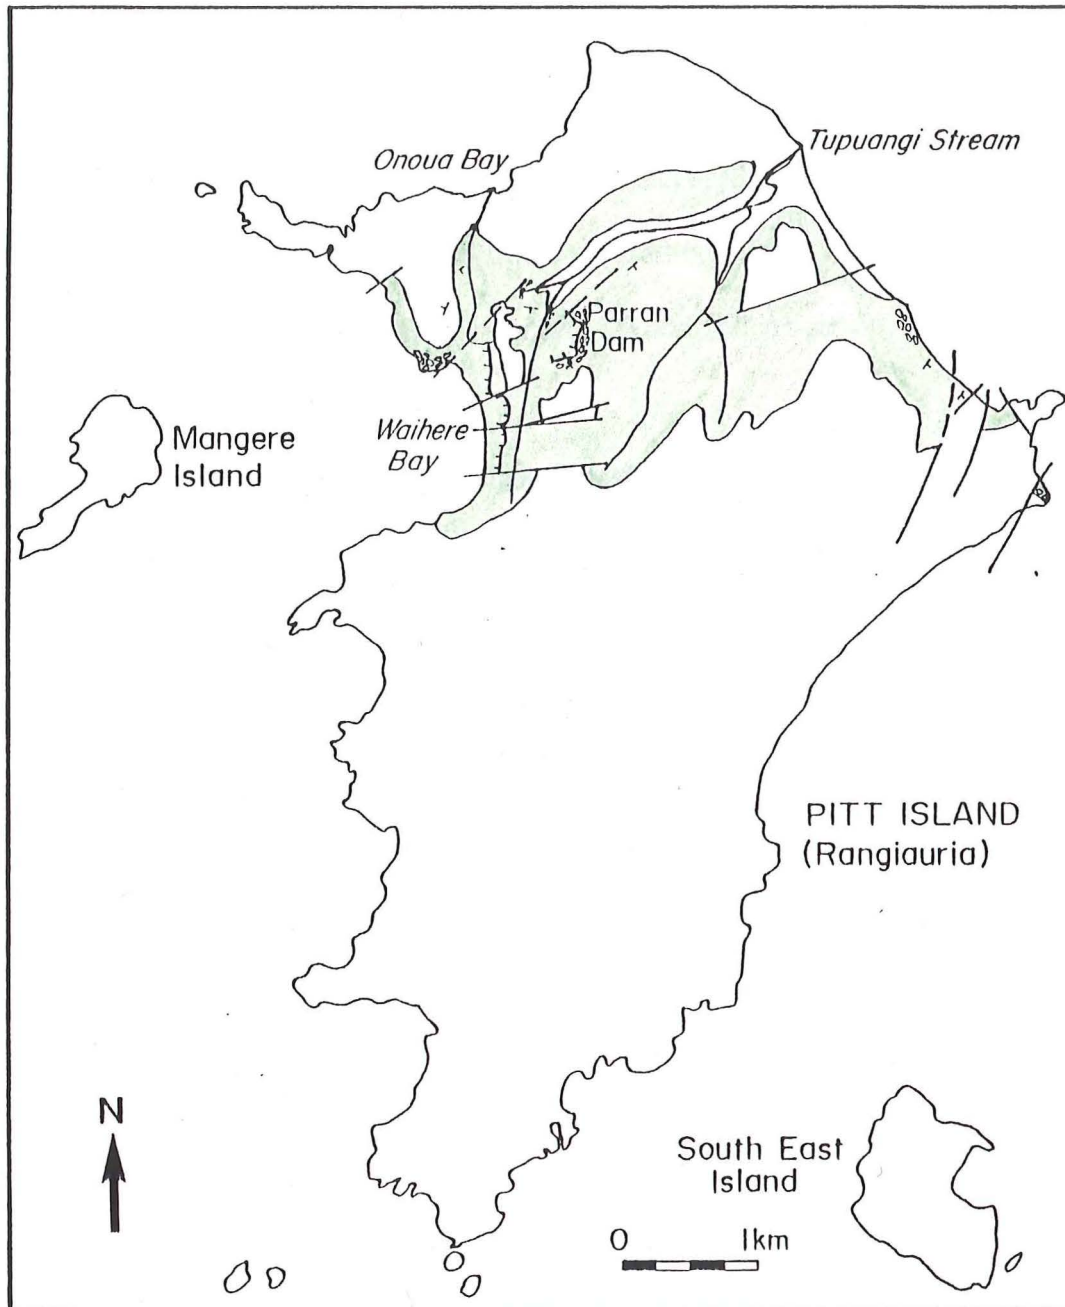 Onoua Bay
Tupuangi Stream
Parran
Dam
Waihere
Bay
Mangere
Island
PITT ISLAND
(Rangiauria)
N
South East
Island
0 1km